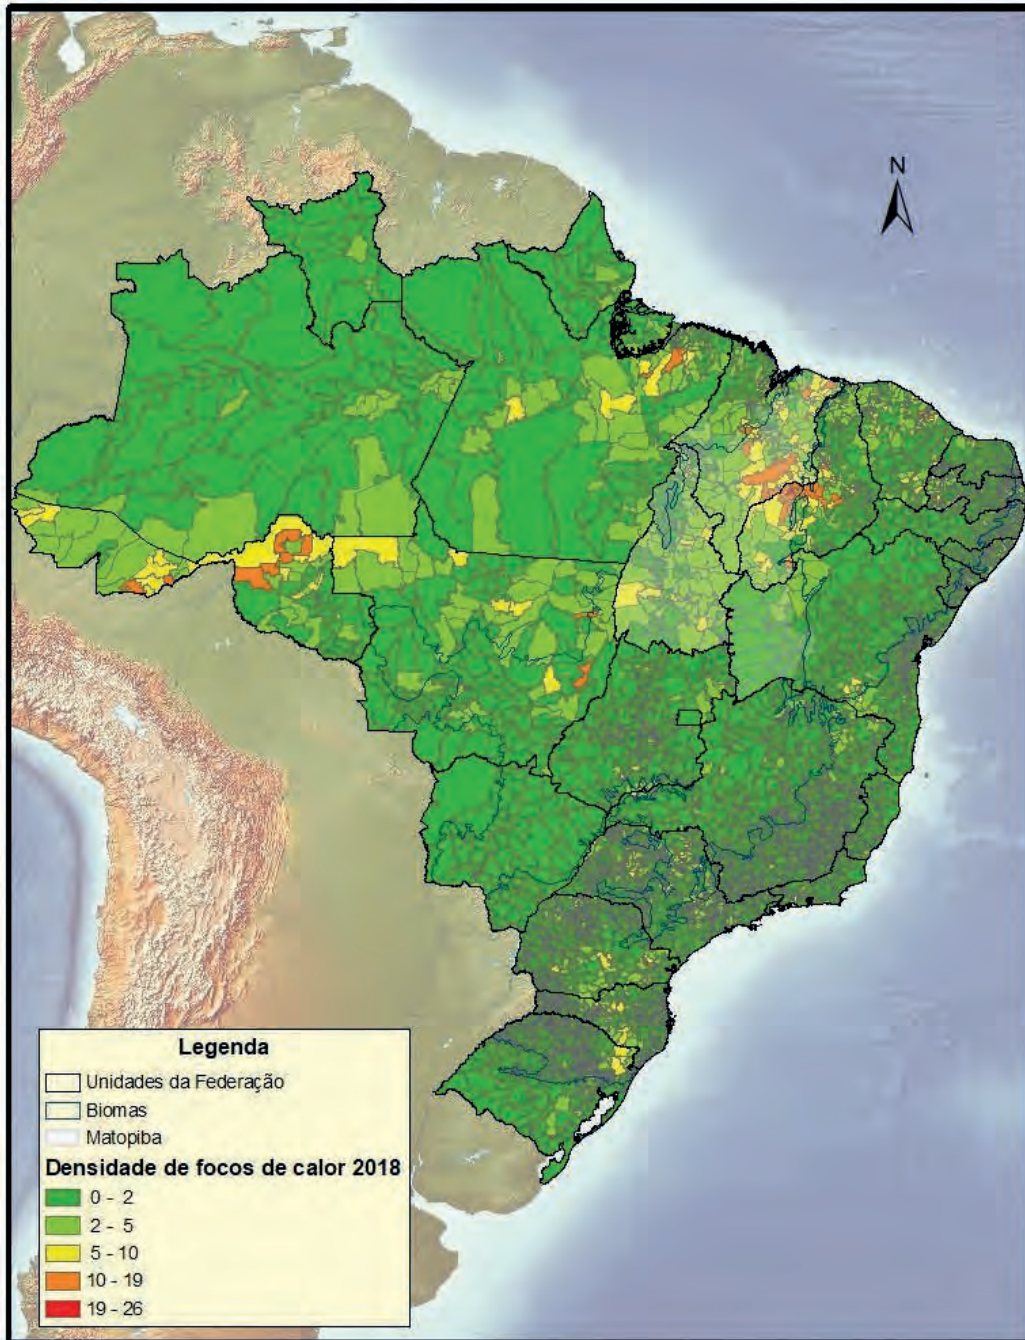 N
Legenda
Unidades da Federação
Biomas
Matopiba
Densidade de focos de calor 2018
0 - 2
2 - 5
5 - 10
10 - 19
19 - 26